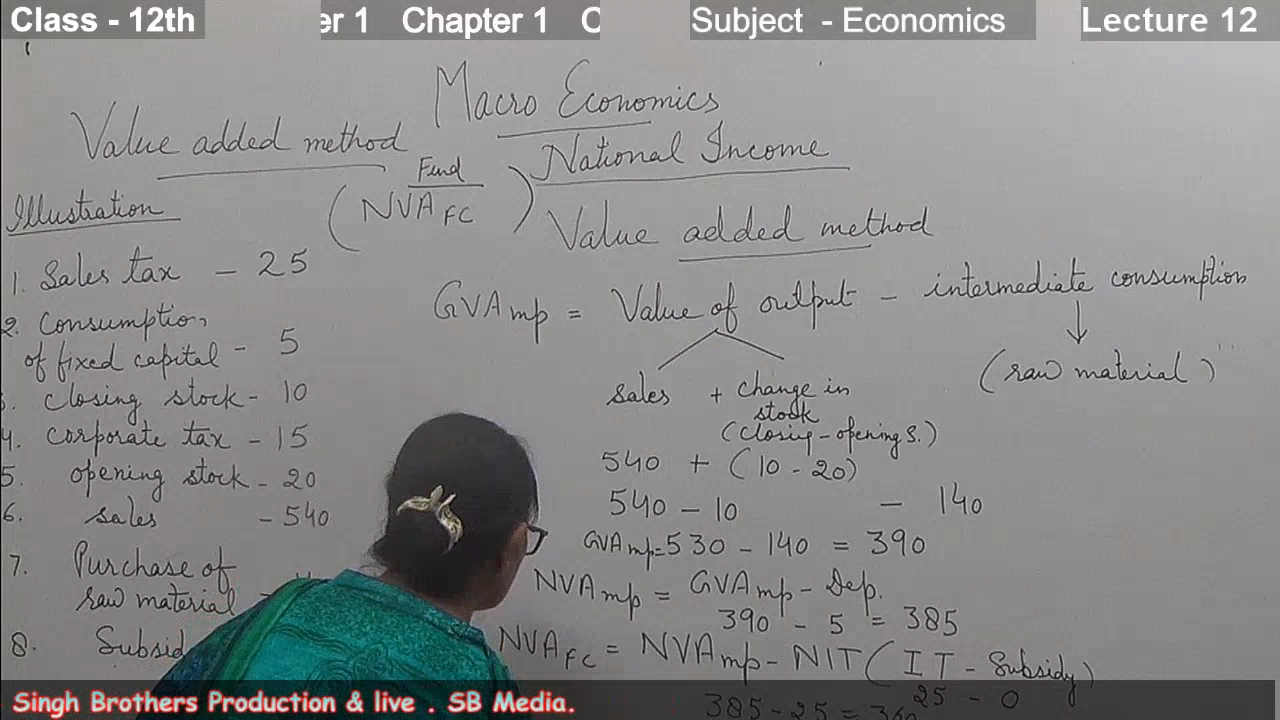 Class - 12th
er 1 Chapter 1 C
Subject - Economics
Lecture 12
Macro Economics
National Income
Value added method
Find
(NVA FC)
Illustration
1. Sales tax - 25
2. Consumption
of fixed capital - 5
closing stock - 10
4. corporate tax - 15
5. opening stock - 20
6. sales - 540
7. Purchase of
raw material
8. Subsid
Value added method
GVA mp = Value of output - intermediate consumption
(raw material)
sales + change in
stock
(closing - opening s.)
540 + (10 - 20)
540 - 10 - 140
GVA mp = 530 - 140 = 390
NVA mp = GVA mp - Dep.
390 - 5 = 385
NVA FC = NVA mp - NIT (IT - Subsidy)
25 - 0
385 - 25 = 360
Singh Brothers Production & live . SB Media.